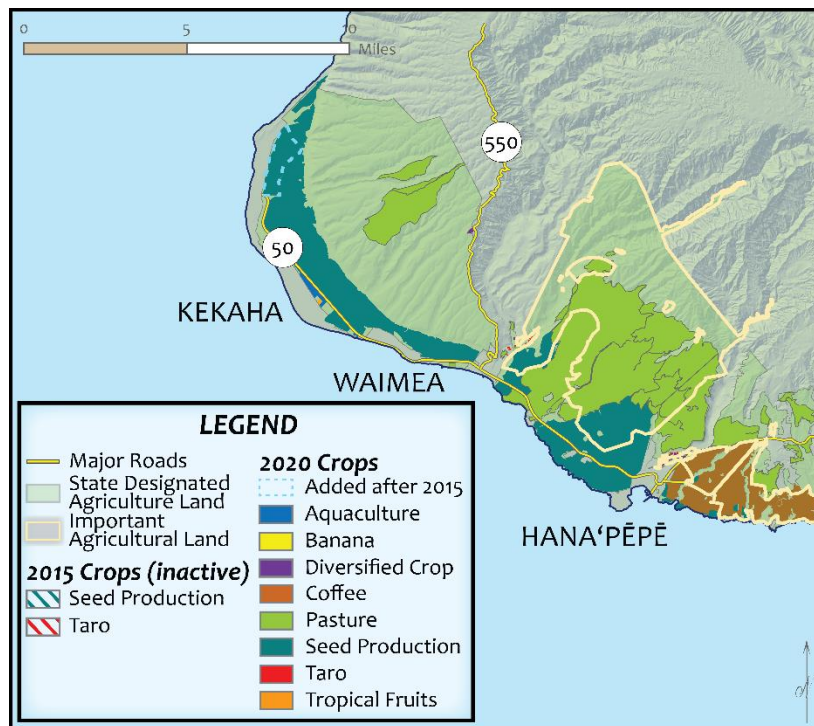 0 5 10
Miles
550
50
KEKAHA
WAIMEA
HANAʻPĒPĒ
LEGEND
Major Roads
State Designated
Agriculture Land
Important
Agricultural Land
2015 Crops (inactive)
Seed Production
Taro
2020 Crops
Added after 2015
Aquaculture
Banana
Diversified Crop
Coffee
Pasture
Seed Production
Taro
Tropical Fruits